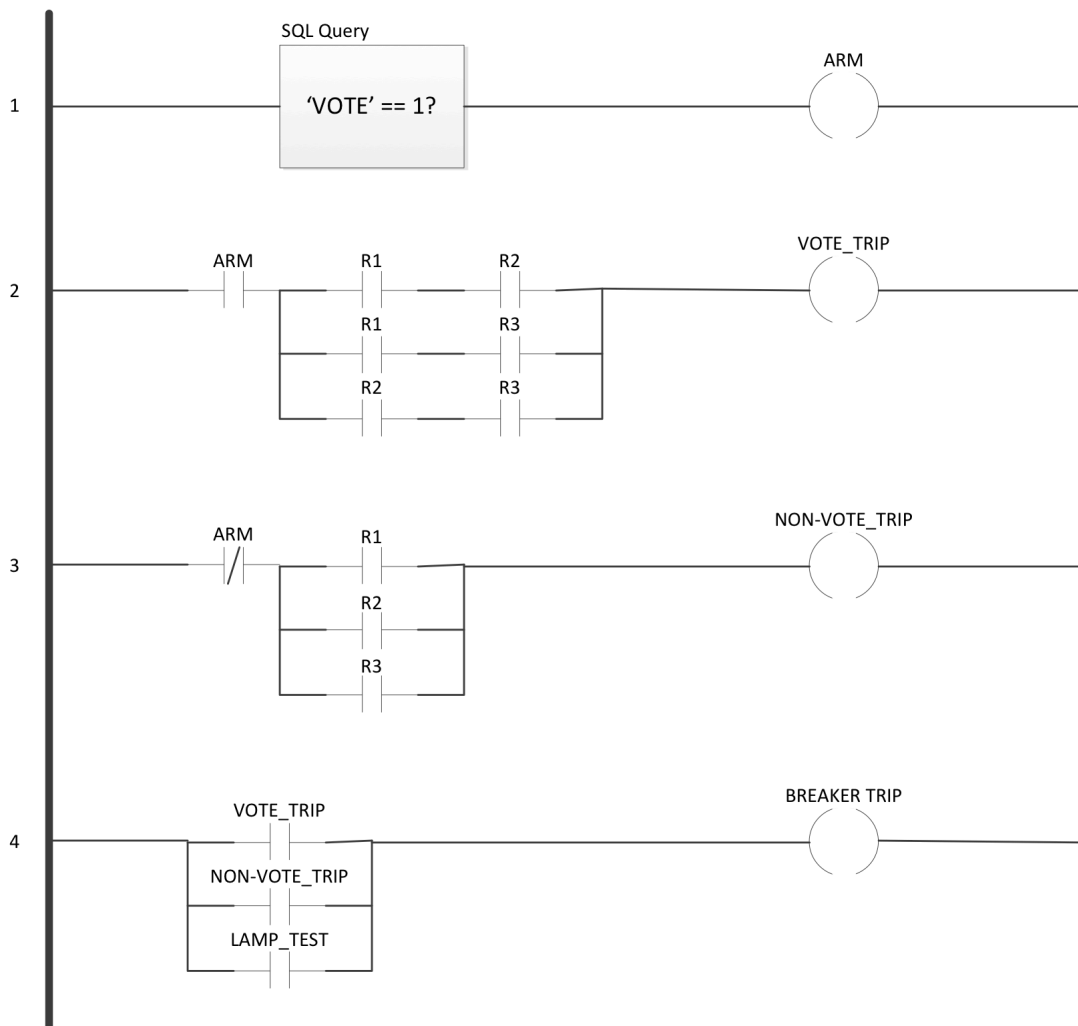 SQL Query
1
‘VOTE’ == 1?
ARM
VOTE_TRIP
ARM
R1
R2
2
R1
R3
R2
R3
NON-VOTE_TRIP
ARM
R1
3
R2
R3
BREAKER TRIP
VOTE_TRIP
4
NON-VOTE_TRIP
LAMP_TEST